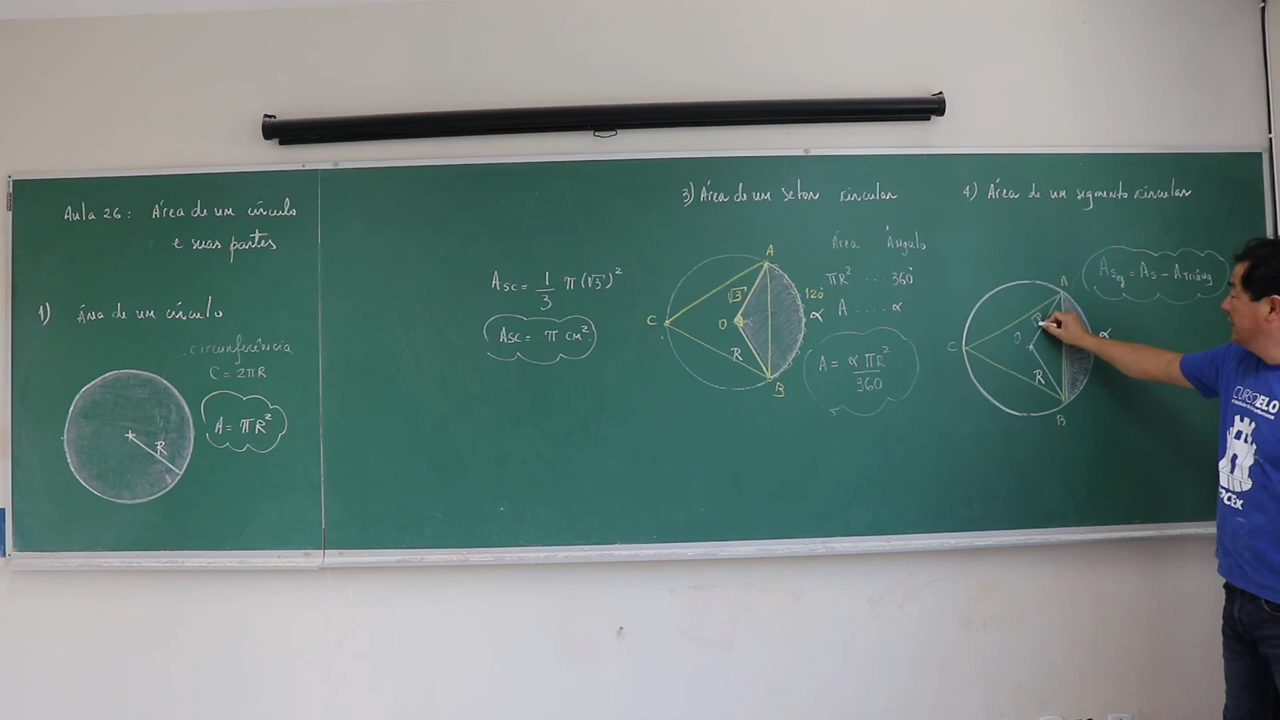 Aula 26: Área de um círculo
e suas partes
1) Área de um círculo
circunferência
C = 2πR
A = πR²
R
Asc = 1/3 π(√3)²
Asc = π cm²
3) Área de um setor circular
Área Ângulo
πR² .... 360°
A .... α
A = α πR² / 360
A
√3
120°
C
O
α
R
B
4) Área de um segmento circular
Aseg = As - Atriâng
A
C
O
α
R
B
CURSO ELO